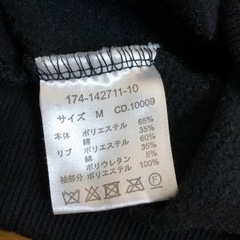 174-142711-10
サイズ M CD.10009
本体 ポリエステル 65%
綿 35%
リブ ポリエステル 60%
綿 35%
ポリウレタン 5%
袖部分 ポリエステル 100%